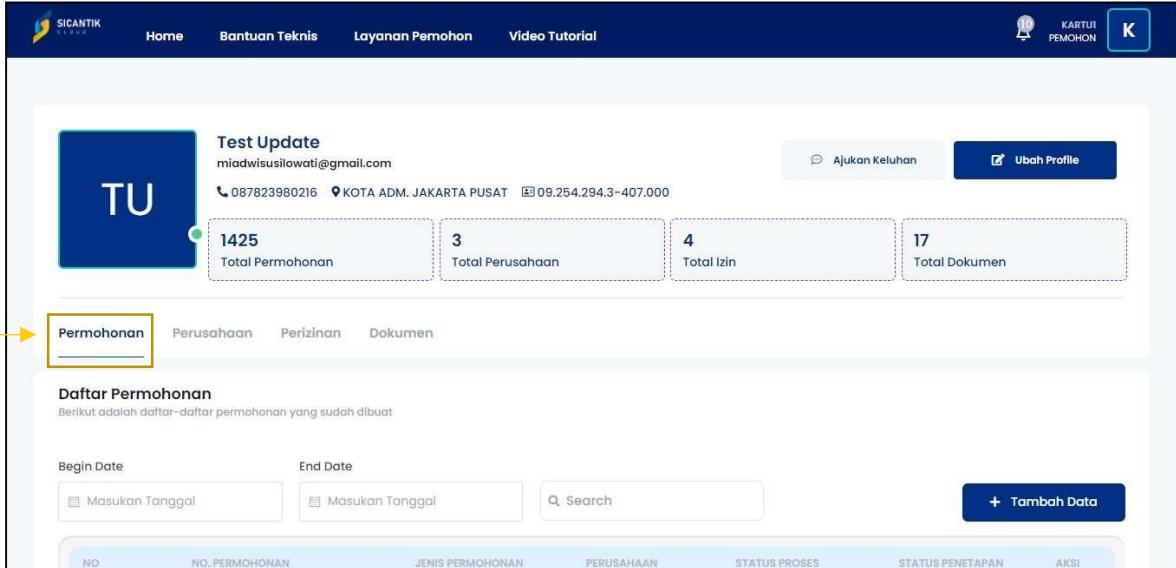 SICANTIK
CLOUD
Home Bantuan Teknis Layanan Pemohon Video Tutorial
10
KARTU1
PEMOHON
K
TU
Test Update
miadwisusilowati@gmail.com
087823980216 KOTA ADM. JAKARTA PUSAT 09.254.294.3-407.000
Ajukan Keluhan
Ubah Profile
1425
Total Permohonan
3
Total Perusahaan
4
Total Izin
17
Total Dokumen
Permohonan Perusahaan Perizinan Dokumen
Daftar Permohonan
Berikut adalah daftar-daftar permohonan yang sudah dibuat
Begin Date End Date
Masukan Tanggal Masukan Tanggal Search + Tambah Data
NO NO. PERMOHONAN JENIS PERMOHONAN PERUSAHAAN STATUS PROSES STATUS PENETAPAN AKSI